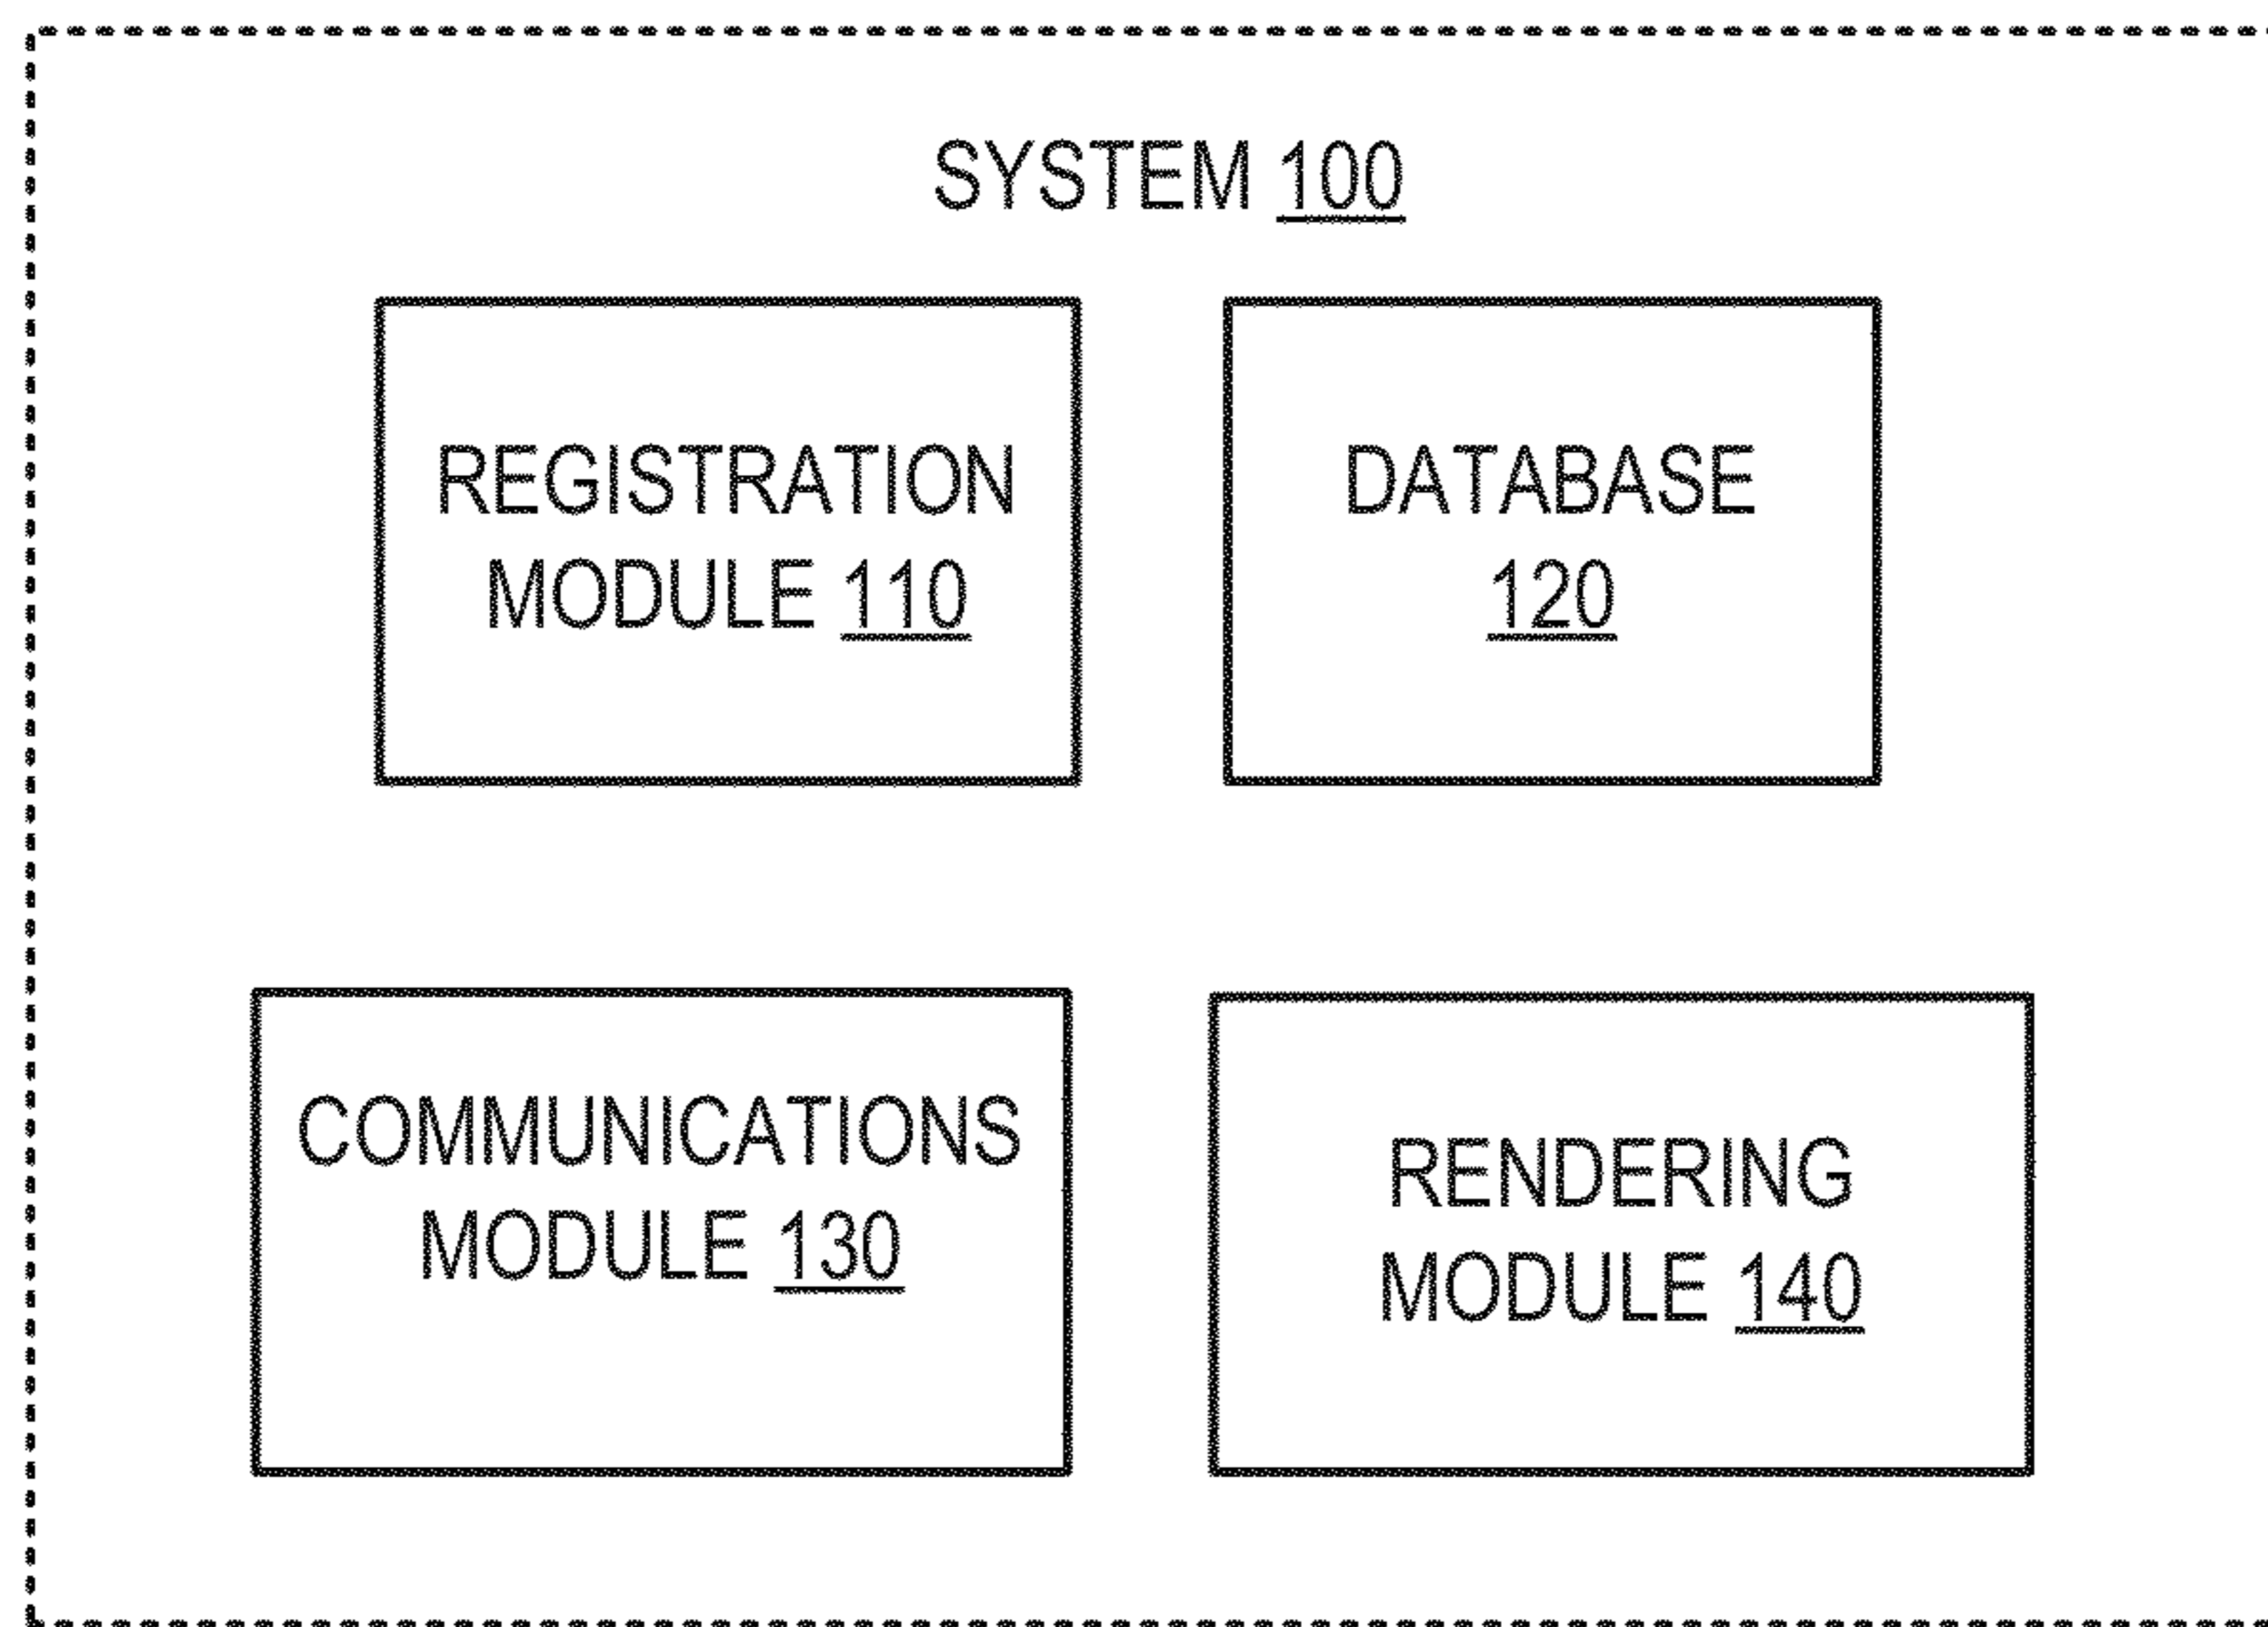 SYSTEM 100
REGISTRATION
MODULE 110
DATABASE
120
COMMUNICATIONS
MODULE 130
RENDERING
MODULE 140